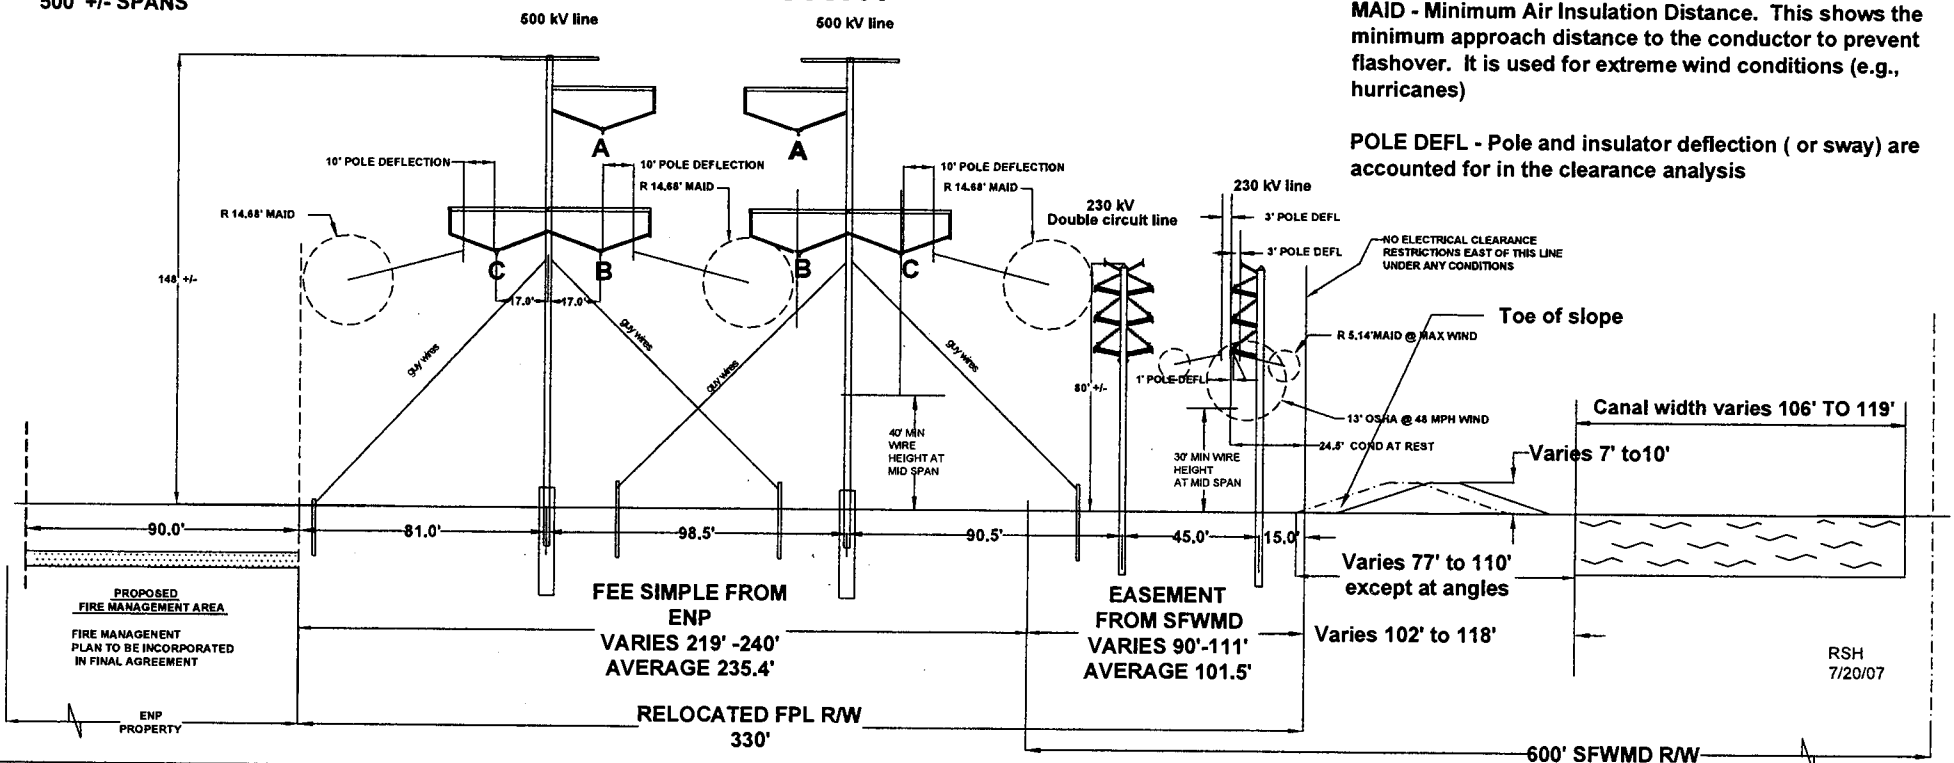 500' +/- SPANS
500 kV line
500 kV line
MAID - Minimum Air Insulation Distance. This shows the
minimum approach distance to the conductor to prevent
flashover. It is used for extreme wind conditions (e.g.,
hurricanes)
POLE DEFL - Pole and insulator deflection ( or sway) are
accounted for in the clearance analysis
A
A
10' POLE DEFLECTION
10' POLE DEFLECTION
10' POLE DEFLECTION
R 14.68' MAID
R 14.68' MAID
R 14.68' MAID
230 kV
Double circuit line
230 kV line
3' POLE DEFL
3' POLE DEFL
NO ELECTRICAL CLEARANCE
RESTRICTIONS EAST OF THIS LINE
UNDER ANY CONDITIONS
148' +/-
C
B
B
C
17.0'
17.0'
guy wires
guy wires
guy wires
guy wires
Toe of slope
R 5.14'MAID @ MAX WIND
80' +/-
1' POLE DEFL
13' OSHA @ 48 MPH WIND
24.5' COND AT REST
40' MIN
WIRE
HEIGHT AT
MID SPAN
30' MIN WIRE
HEIGHT
AT MID SPAN
Canal width varies 106' TO 119'
Varies 7' to10'
90.0'
81.0'
98.5'
90.5'
45.0'
15.0'
Varies 77' to 110'
except at angles
PROPOSED
FIRE MANAGEMENT AREA
FIRE MANAGENENT
PLAN TO BE INCORPORATED
IN FINAL AGREEMENT
FEE SIMPLE FROM
ENP
VARIES 219' -240'
AVERAGE 235.4'
EASEMENT
FROM SFWMD
VARIES 90'-111'
AVERAGE 101.5'
Varies 102' to 118'
RSH
7/20/07
ENP
PROPERTY
RELOCATED FPL R/W
330'
600' SFWMD R/W